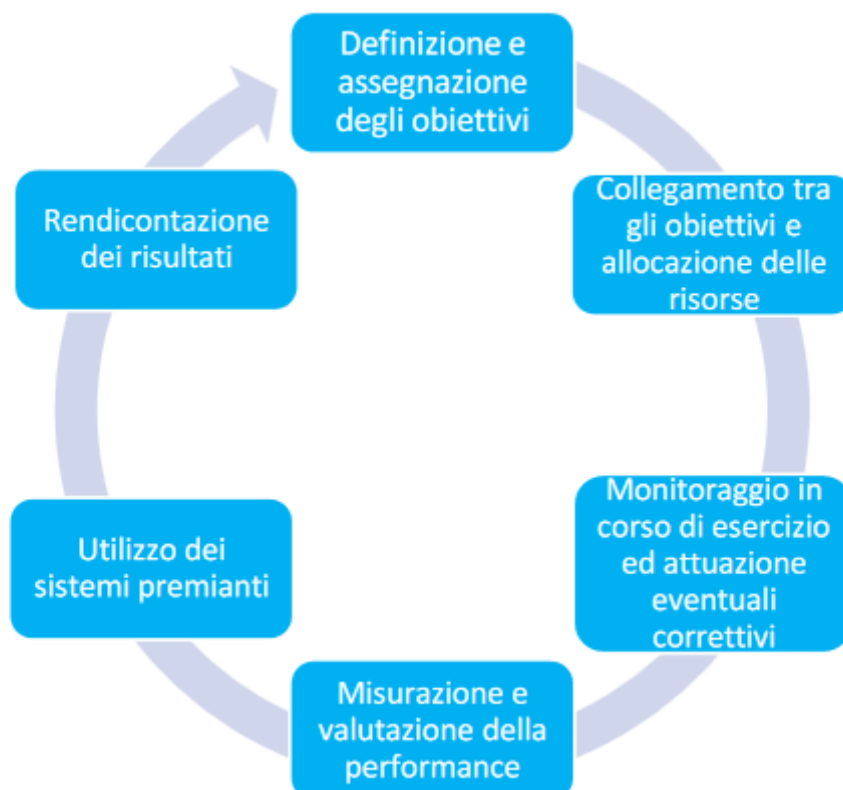 Definizione e
assegnazione
degli obiettivi
Collegamento tra
gli obiettivi e
allocazione delle
risorse
Monitoraggio in
corso di esercizio
ed attuazione
eventuali
correttivi
Misurazione e
valutazione della
performance
Utilizzo dei
sistemi premianti
Rendicontazione
dei risultati